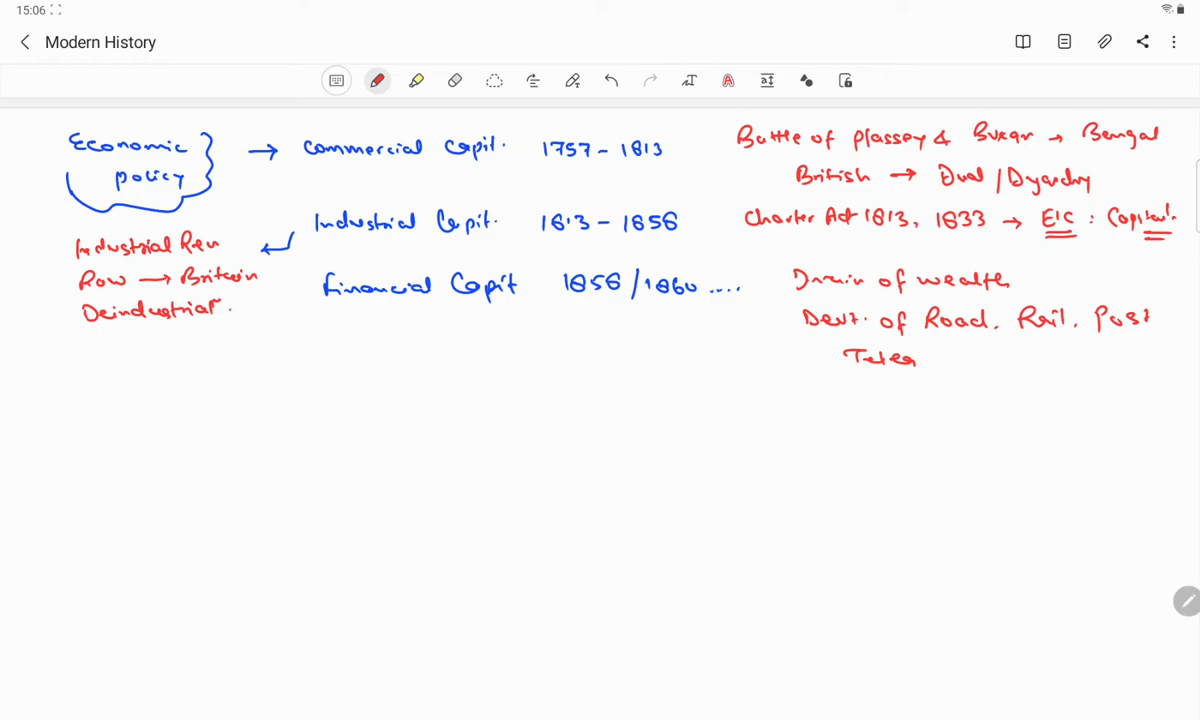 15:06
Modern History
Economic policy → Commercial Capit. 1757 - 1813
Battle of Plassey & Buxar → Bengal
British → Dual / Dyarchy
Industrial Capit. 1813 - 1858
Charter Act 1813, 1833 → EIC : Capital.
Industrial Rev
Raw → Britain
Deindustrial.
Financial Capit 1858 / 1860 ....
Drain of wealth
Devt. of Road. Rail. Post
Teleg